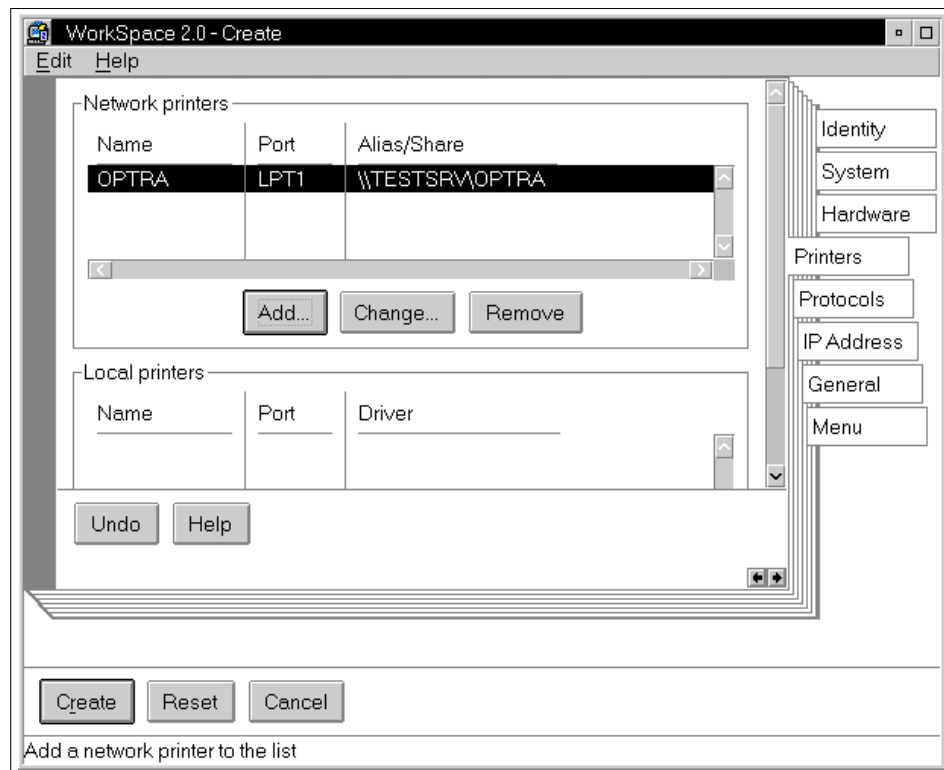 WorkSpace 2.0 - Create
Edit Help
Network printers
Name Port Alias/Share
OPTRA LPT1 \\TESTSRV\OPTRA
Add... Change... Remove
Local printers
Name Port Driver
Undo Help
Identity
System
Hardware
Printers
Protocols
IP Address
General
Menu
Create Reset Cancel
Add a network printer to the list